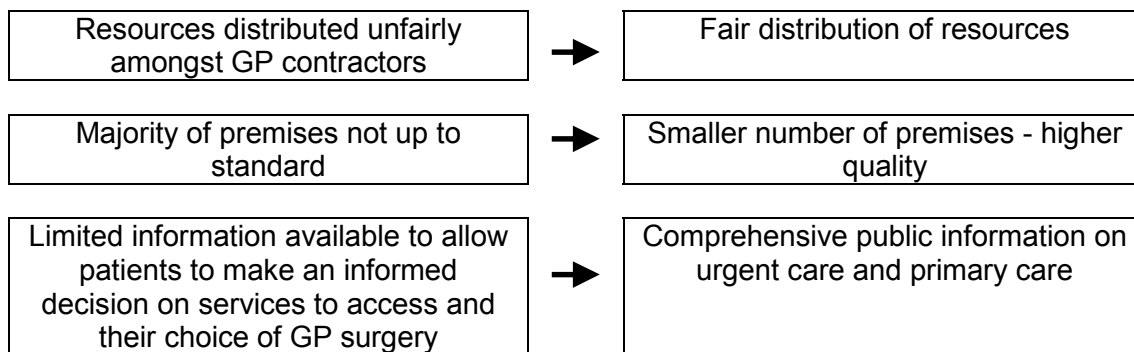 Resources distributed unfairly
amongst GP contractors
Fair distribution of resources
Majority of premises not up to
standard
Smaller number of premises - higher
quality
Limited information available to allow
patients to make an informed
decision on services to access and
their choice of GP surgery
Comprehensive public information on
urgent care and primary care